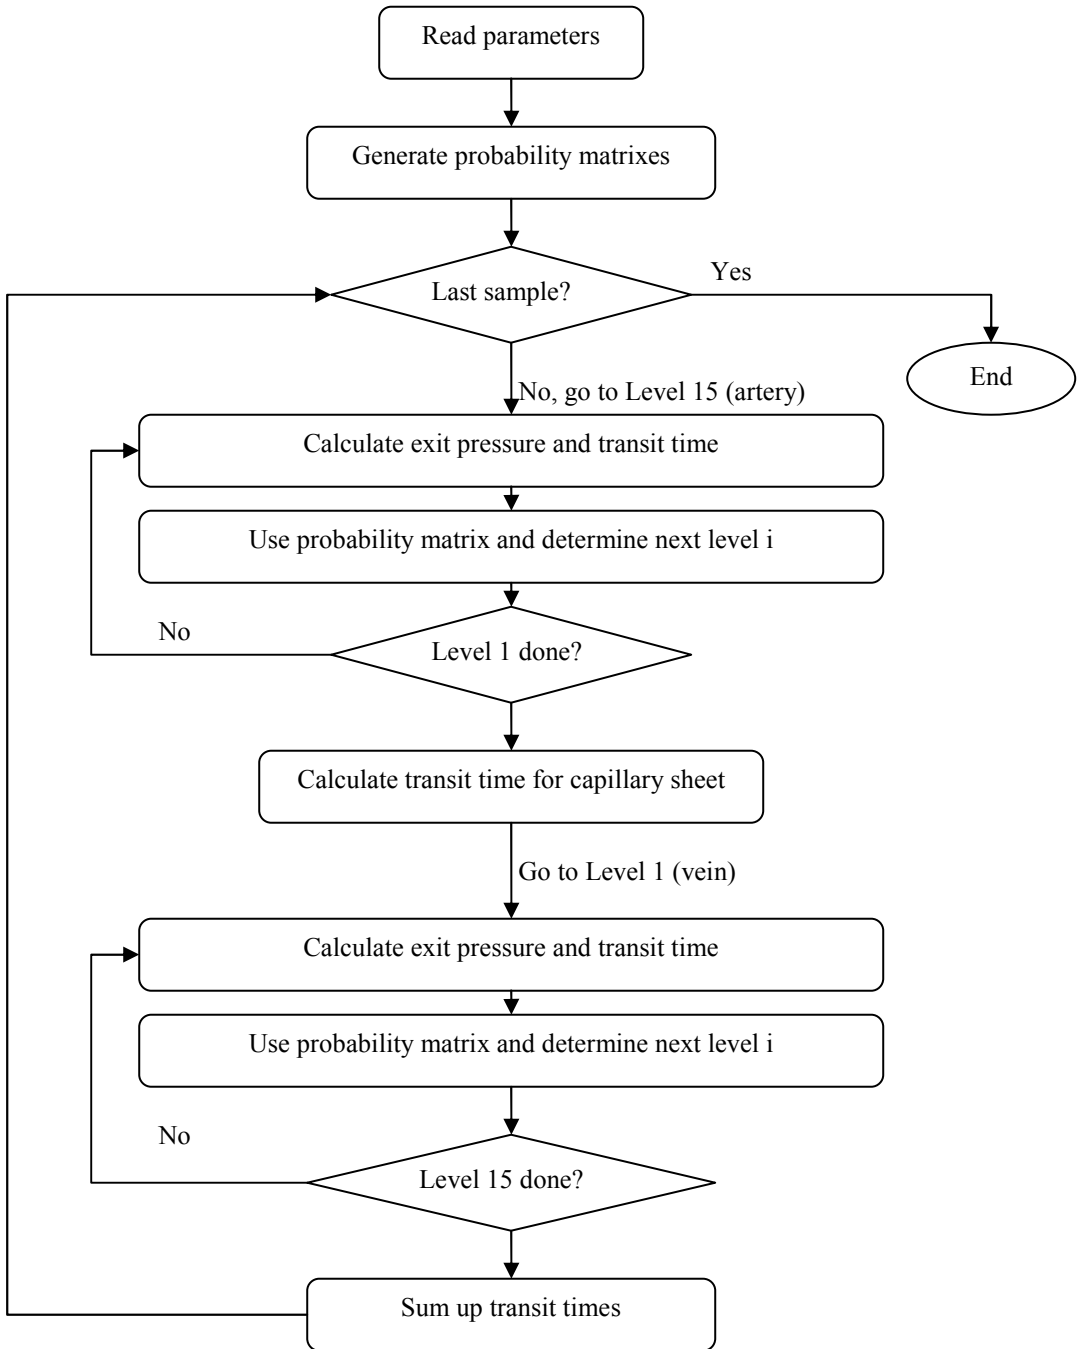 Read parameters
Generate probability matrixes
Last sample?
Yes
End
No, go to Level 15 (artery)
Calculate exit pressure and transit time
Use probability matrix and determine next level i
No
Level 1 done?
Calculate transit time for capillary sheet
Go to Level 1 (vein)
Calculate exit pressure and transit time
Use probability matrix and determine next level i
No
Level 15 done?
Sum up transit times